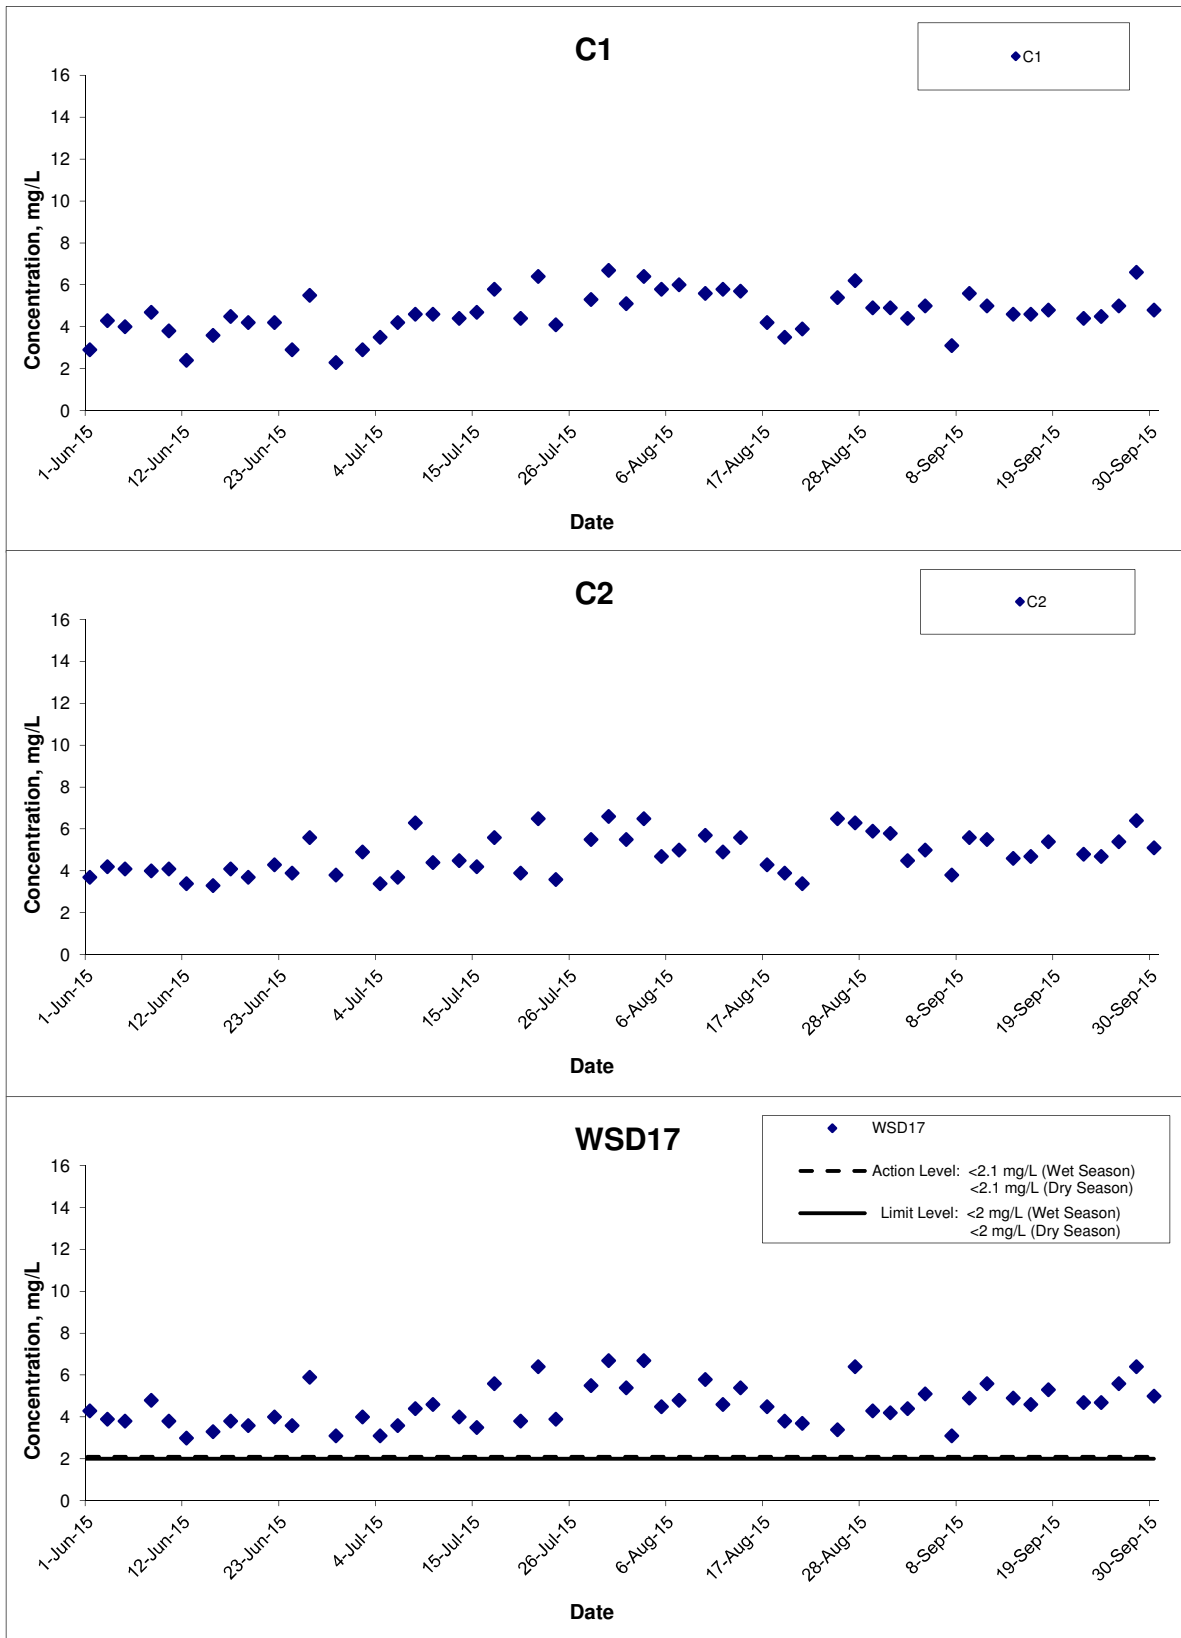 C1
C1
16
14
12
10
8
6
4
2
0
Concentration, mg/L
1-Jun-15
12-Jun-15
23-Jun-15
4-Jul-15
15-Jul-15
26-Jul-15
6-Aug-15
17-Aug-15
28-Aug-15
8-Sep-15
19-Sep-15
30-Sep-15
Date
C2
C2
16
14
12
10
8
6
4
2
0
Concentration, mg/L
1-Jun-15
12-Jun-15
23-Jun-15
4-Jul-15
15-Jul-15
26-Jul-15
6-Aug-15
17-Aug-15
28-Aug-15
8-Sep-15
19-Sep-15
30-Sep-15
Date
WSD17
WSD17
Action Level: <2.1 mg/L (Wet Season)
<2.1 mg/L (Dry Season)
Limit Level: <2 mg/L (Wet Season)
<2 mg/L (Dry Season)
16
14
12
10
8
6
4
2
0
Concentration, mg/L
1-Jun-15
12-Jun-15
23-Jun-15
4-Jul-15
15-Jul-15
26-Jul-15
6-Aug-15
17-Aug-15
28-Aug-15
8-Sep-15
19-Sep-15
30-Sep-15
Date